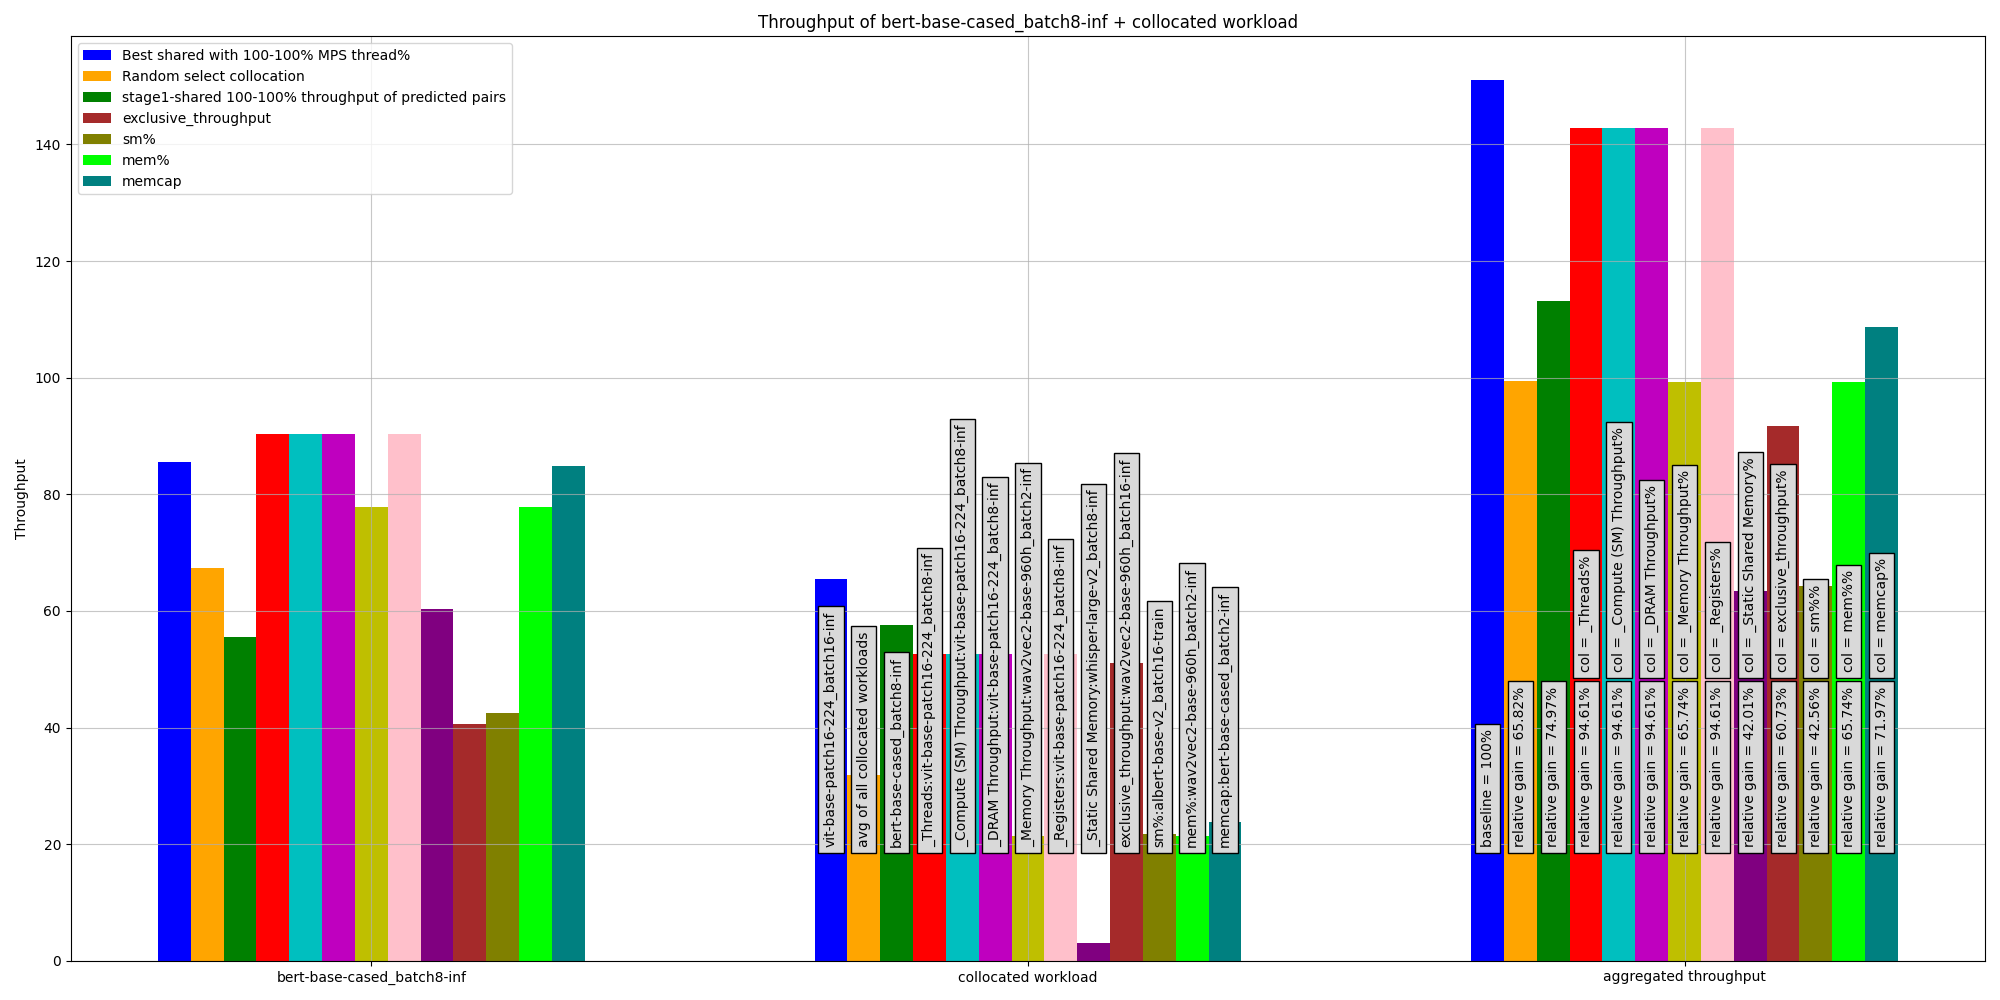 Throughput of bert-base-cased_batch8-inf + collocated workload
Best shared with 100-100% MPS thread%
Random select collocation
stage1-shared 100-100% throughput of predicted pairs
exclusive_throughput
sm%
mem%
memcap
Throughput
140
120
100
80
60
40
20
0
vit-base-patch16-224_batch16-inf
avg of all collocated workloads
bert-base-cased_batch8-inf
_Threads:vit-base-patch16-224_batch8-inf
_Compute (SM) Throughput:vit-base-patch16-224_batch8-inf
_DRAM Throughput:vit-base-patch16-224_batch8-inf
_Memory Throughput:wav2vec2-base-960h_batch2-inf
_Registers:vit-base-patch16-224_batch8-inf
_Static Shared Memory:whisper-large-v2_batch8-inf
exclusive_throughput:wav2vec2-base-960h_batch16-inf
sm%:albert-base-v2_batch16-train
mem%:wav2vec2-base-960h_batch2-inf
memcap:bert-base-cased_batch2-inf
baseline = 100%
relative gain = 65.82%
relative gain = 74.97%
relative gain = 94.61%
col = _Threads%
relative gain = 94.61%
col = _Compute (SM) Throughput%
relative gain = 94.61%
col = _DRAM Throughput%
relative gain = 65.74%
col = _Memory Throughput%
relative gain = 94.61%
col = _Registers%
relative gain = 42.01%
col = _Static Shared Memory%
relative gain = 60.73%
col = exclusive_throughput%
relative gain = 42.56%
col = sm%%
relative gain = 65.74%
col = mem%%
relative gain = 71.97%
col = memcap%
bert-base-cased_batch8-inf
collocated workload
aggregated throughput